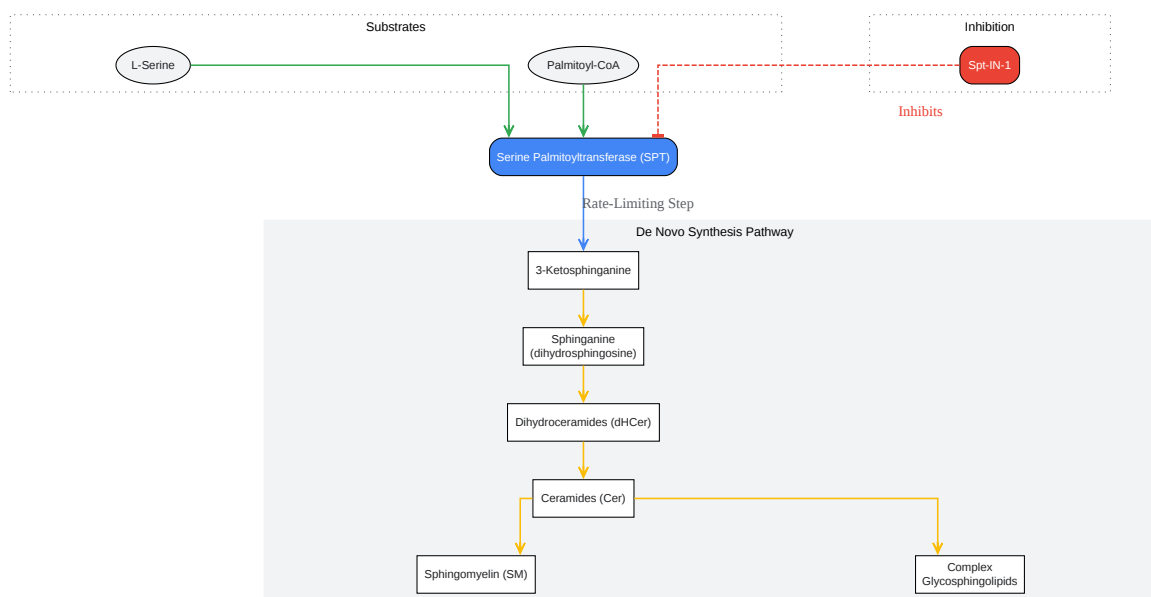 Substrates
Inhibition
L-Serine
Palmitoyl-CoA
Spt-IN-1
Inhibits
Serine Palmitoyltransferase (SPT)
Rate-Limiting Step
De Novo Synthesis Pathway
3-Ketosphinganine
Sphinganine
(dihydrosphingosine)
Dihydroceramides (dHCer)
Ceramides (Cer)
Sphingomyelin (SM)
Complex
Glycosphingolipids